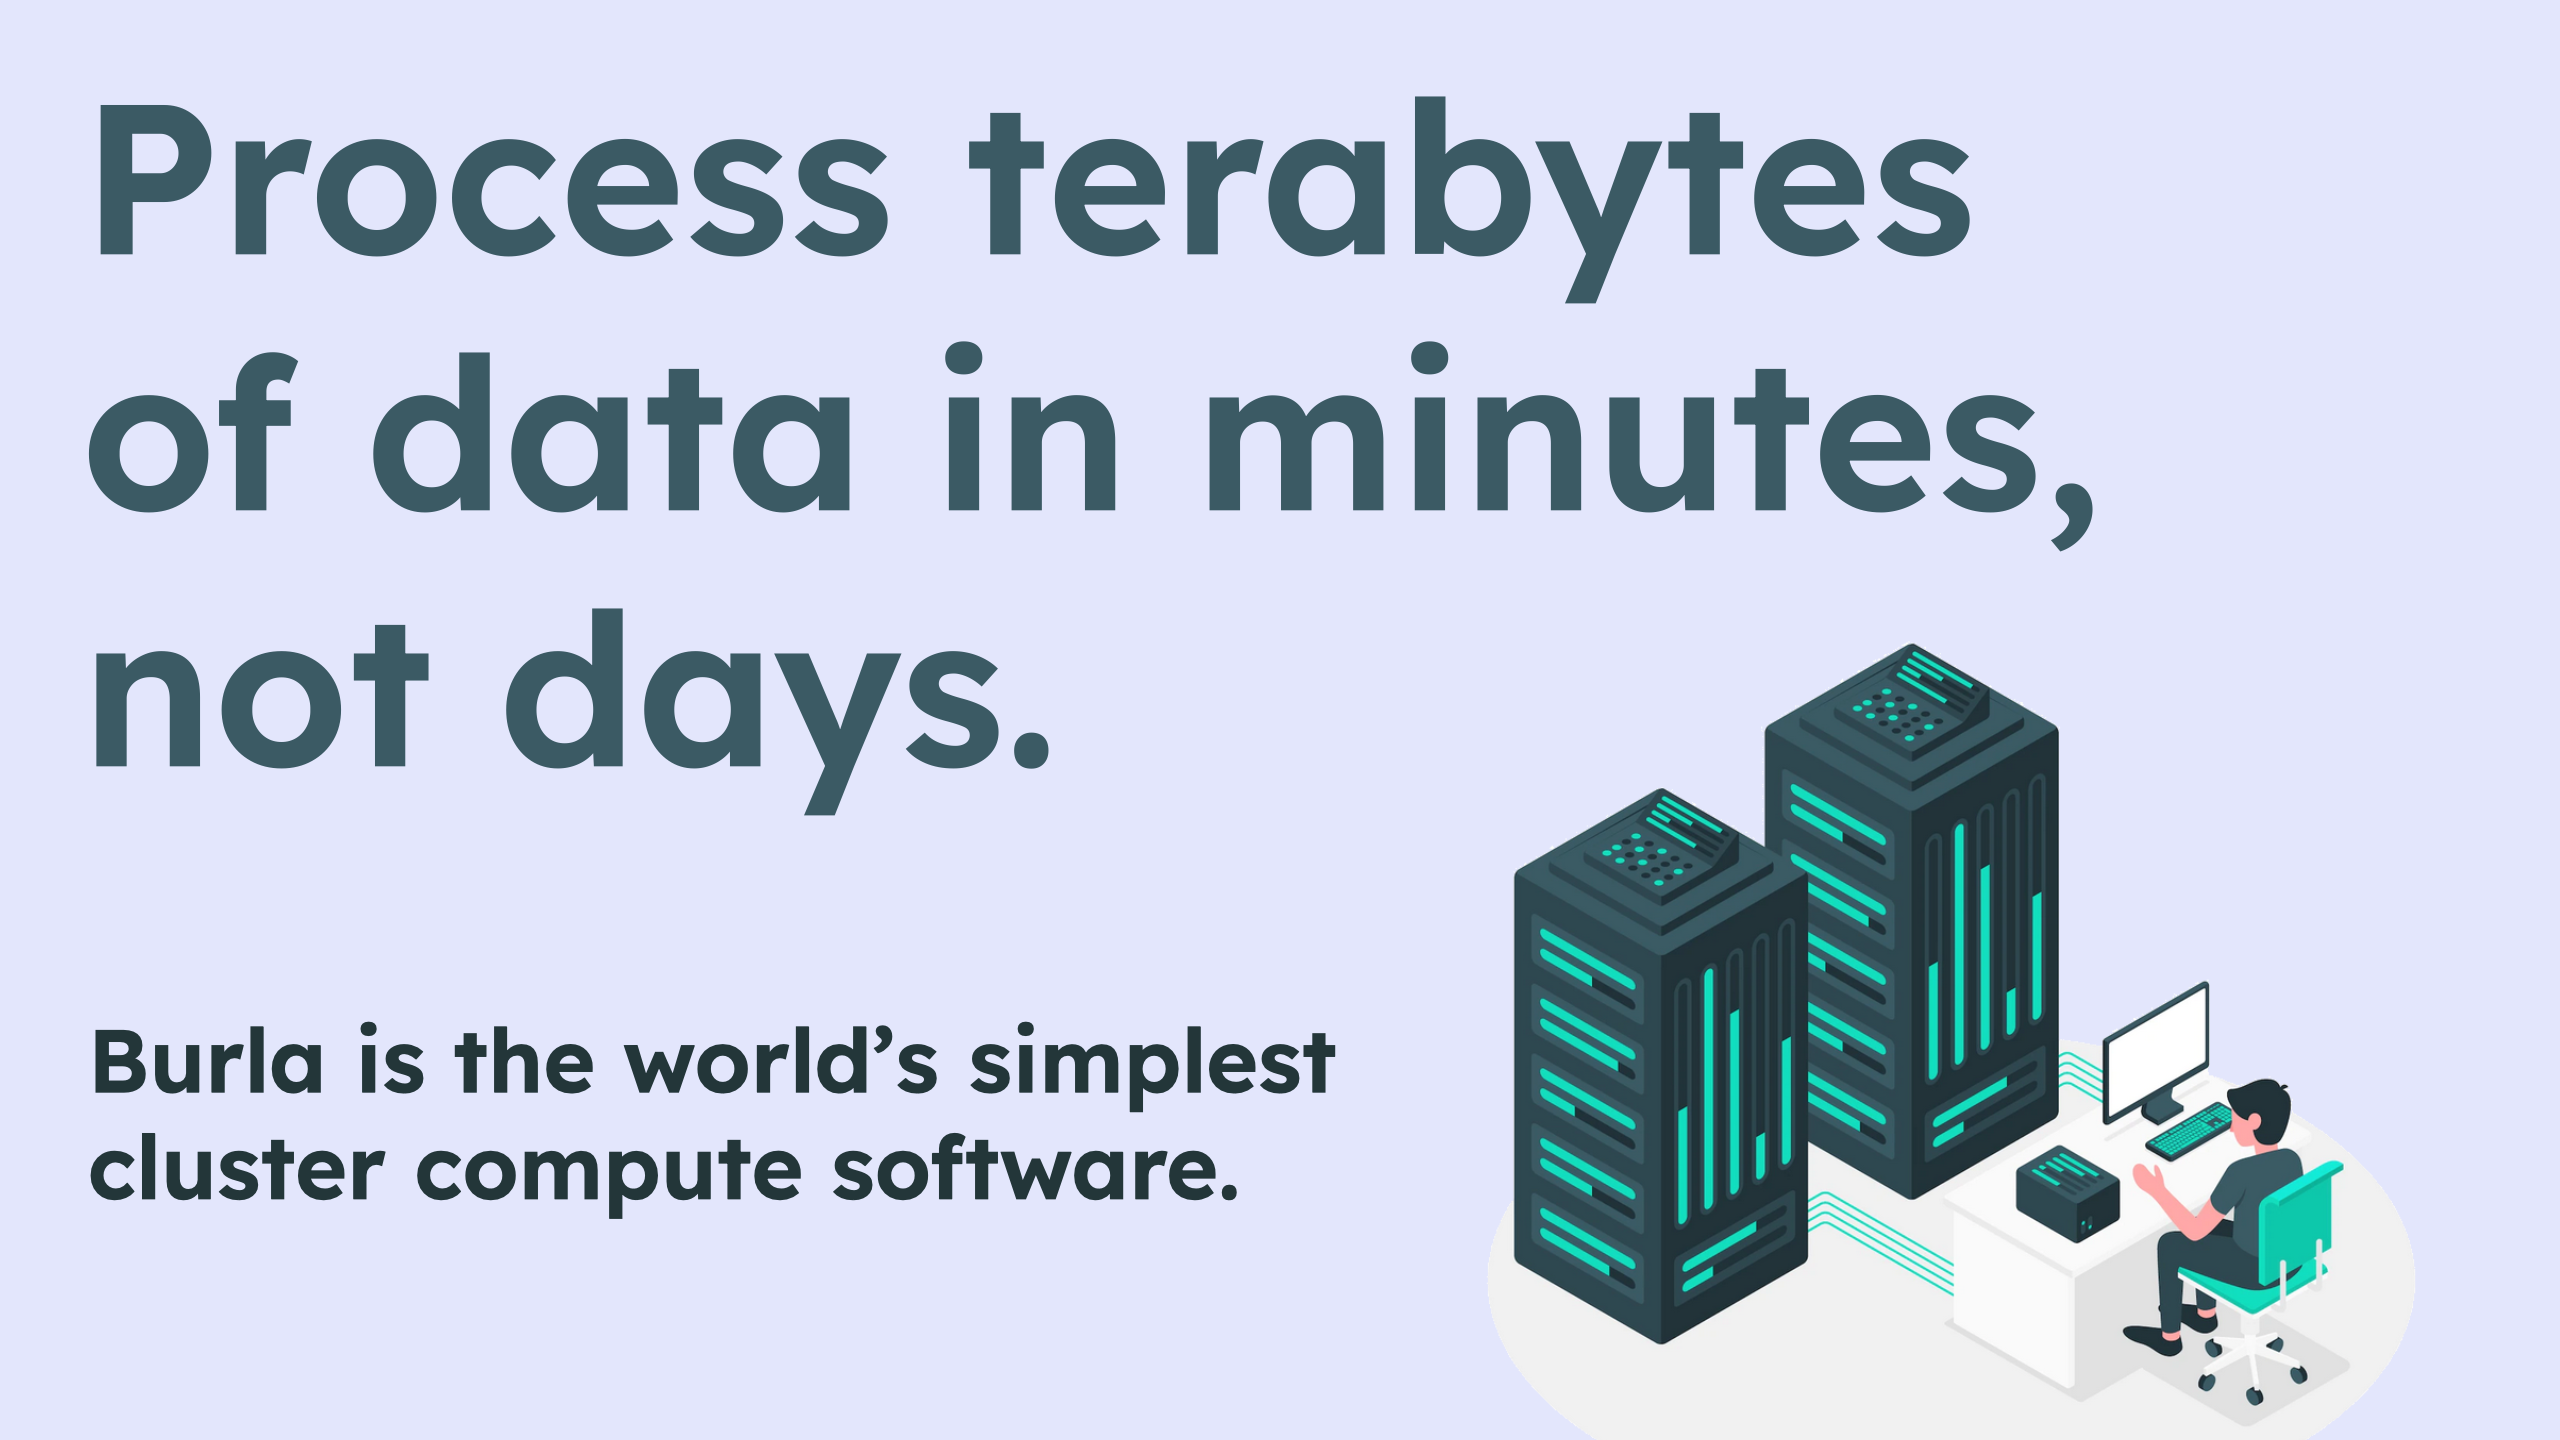 Process terabytes
of data in minutes,
not days.
Burla is the world’s simplest
cluster compute software.